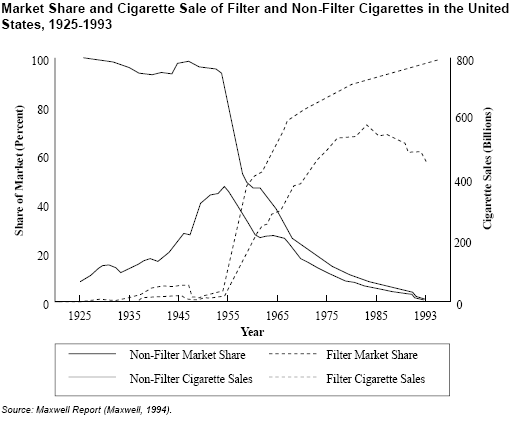 Market Share and Cigarette Sale of Filter and Non-Filter Cigarettes in the United
States, 1925-1993
100
80
60
40
20
0
Share of Market (Percent)
800
600
400
200
0
Cigarette Sales (Billions)
1925 1935 1945 1955 1965 1975 1985 1993
Year
Non-Filter Market Share Filter Market Share
Non-Filter Cigarette Sales Filter Cigarette Sales
Source: Maxwell Report (Maxwell, 1994).